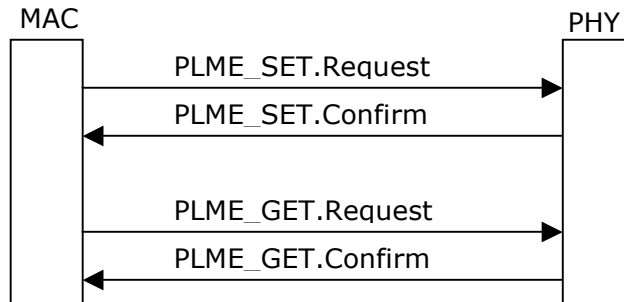 MAC
PHY
PLME_SET.Request
PLME_SET.Confirm
PLME_GET.Request
PLME_GET.Confirm